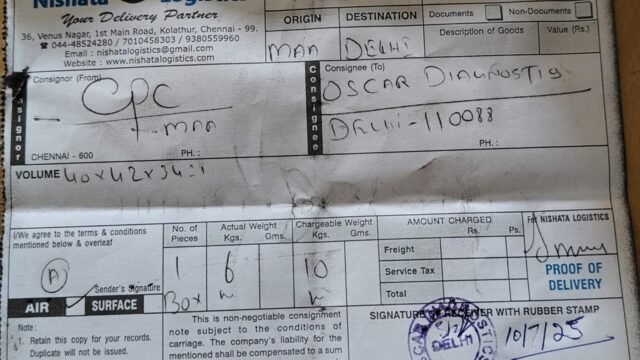 Nishata Logistics
Your Delivery Partner
36, Venus Nagar, 1st Main Road, Kolathur, Chennai - 99.
☎ 044-48524280 / 7010458303 / 9380559960
Email : nishatalogistics@gmail.com
Website : www.nishatalogistics.com
ORIGIN DESTINATION
MAA DELHI
Documents Non-Documents
Description of Goods Value (Rs.)
Consignor
Consignor (From)
CPC
MAA
CHENNAI - 600 PH. :
Consignee
Consignee (To)
OSCAR DIAGNOSTIS
DELHI-110088
PH. :
VOLUME 40x42x34:1
I/We agree to the terms & conditions
mentioned below & overleaf
A
Sender's Signature
AIR SURFACE
No. of Pieces Actual Weight Kgs. Gms. Chargeable Weight Kgs. Gms.
1 6 10
Box
AMOUNT CHARGED
Rs. Ps.
Freight
Service Tax
Total
For NISHATA LOGISTICS
PROOF OF
DELIVERY
Note :
1. Retain this copy for your records.
Duplicate will not be issued.
This is non-negotiable consignment
note subject to the conditions of
carriage. The company's liability for the
mentioned shall be compensated to a sum
SIGNATURE OF RECEIVER WITH RUBBER STAMP
DELHI
10/7/25